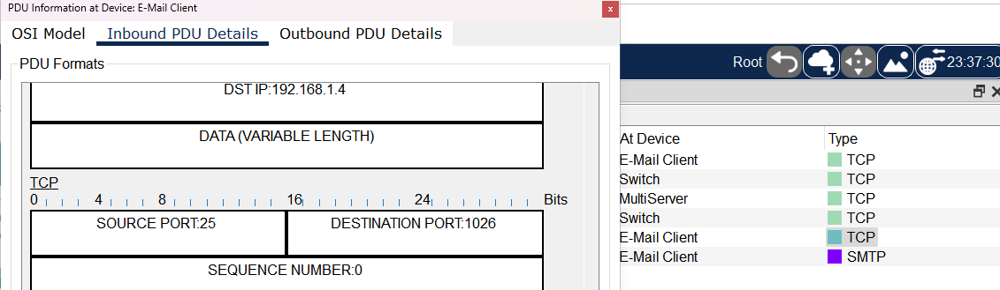 PDU Information at Device: E-Mail Client
x
OSI Model Inbound PDU Details Outbound PDU Details
PDU Formats
DST IP:192.168.1.4
DATA (VARIABLE LENGTH)
TCP
0 4 8 16 24 Bits
SOURCE PORT:25 DESTINATION PORT:1026
SEQUENCE NUMBER:0
Root 23:37:30
At Device Type
E-Mail Client TCP
Switch TCP
MultiServer TCP
Switch TCP
E-Mail Client TCP
E-Mail Client SMTP